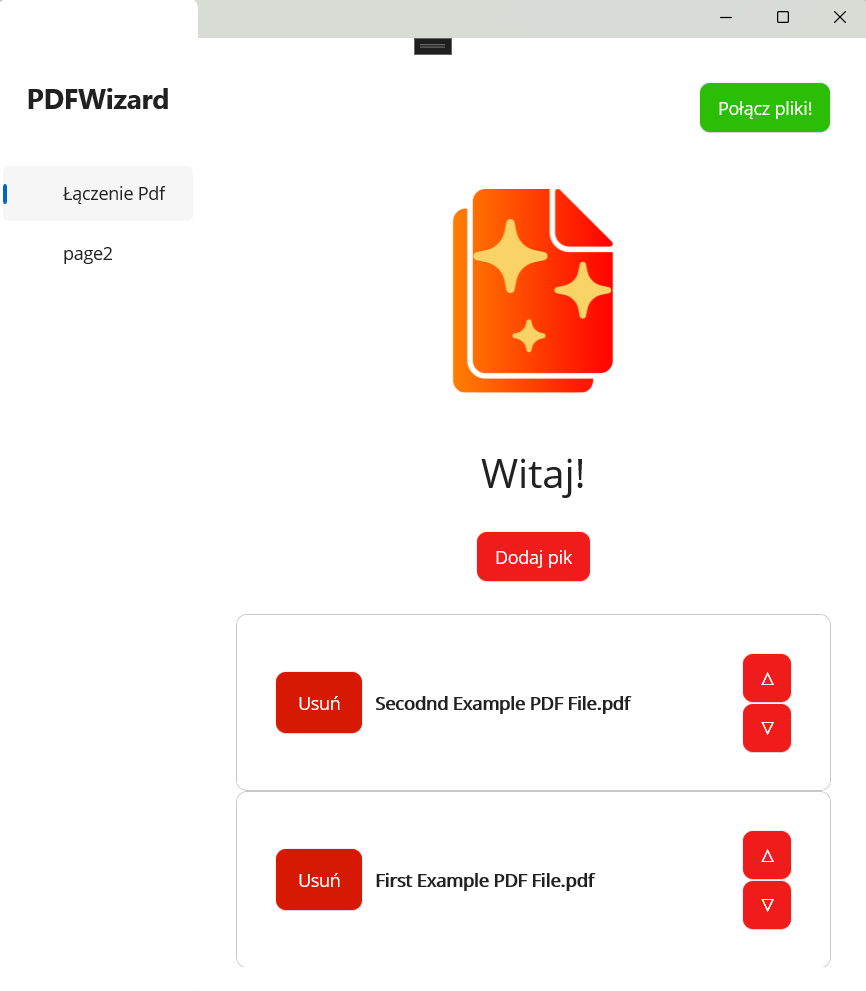 PDFWizard
Połącz pliki!
Łączenie Pdf
page2
Witaj!
Dodaj pik
Usuń
Secodnd Example PDF File.pdf
Usuń
First Example PDF File.pdf